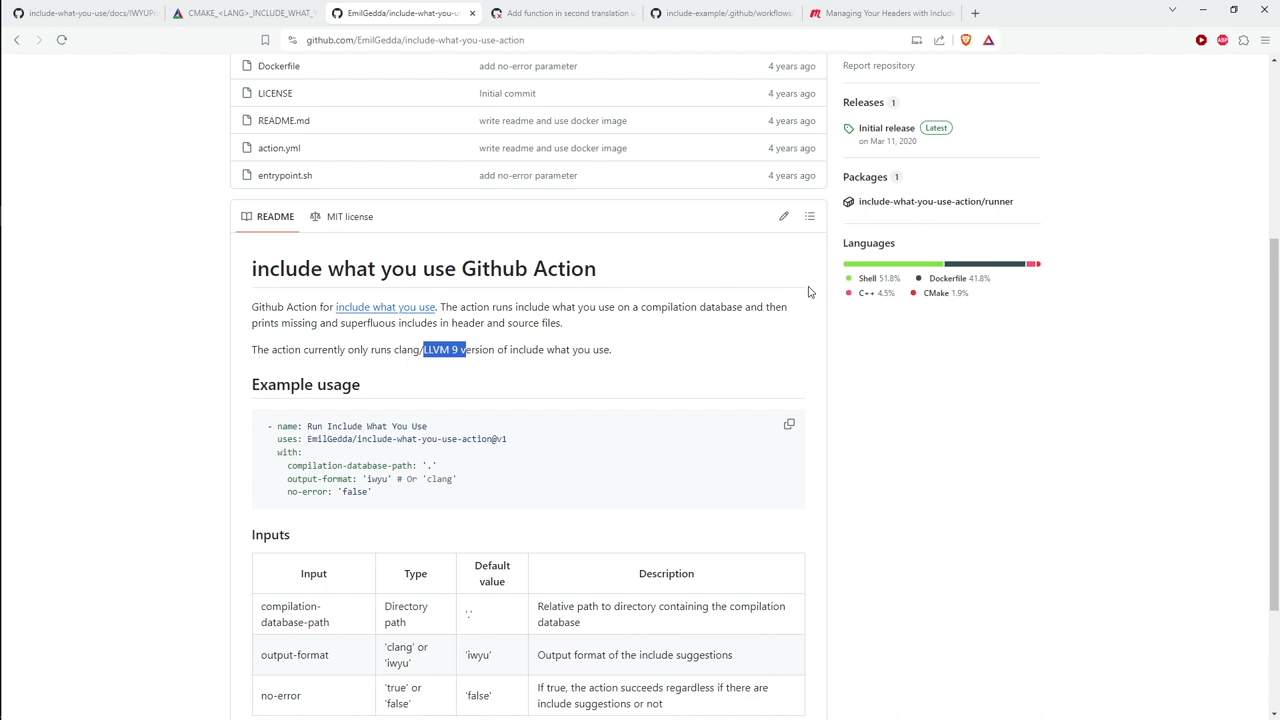 include-what-you-use/docs/IWYUPr
CMAKE_<LANG>_INCLUDE_WHAT_Y
EmilGedda/include-what-you-us
Add function in second translation u
include-example/.github/workflows/
Managing Your Headers with Include
github.com/EmilGedda/include-what-you-use-action
ABP
Dockerfile add no-error parameter 4 years ago
LICENSE Initial commit 4 years ago
README.md write readme and use docker image 4 years ago
action.yml write readme and use docker image 4 years ago
entrypoint.sh add no-error parameter 4 years ago
README MIT license
include what you use Github Action
Github Action for include what you use. The action runs include what you use on a compilation database and then
prints missing and superfluous includes in header and source files.
The action currently only runs clang/LLVM 9 version of include what you use.
Example usage
- name: Run Include What You Use
uses: EmilGedda/include-what-you-use-action@v1
with:
compilation-database-path: '.'
output-format: 'iwyu' # Or 'clang'
no-error: 'false'
Inputs
Input Type Default value Description
compilation-database-path Directory path '.' Relative path to directory containing the compilation database
output-format 'clang' or 'iwyu' 'iwyu' Output format of the include suggestions
no-error 'true' or 'false' 'false' If true, the action succeeds regardless if there are include suggestions or not
Report repository
Releases 1
Initial release Latest
on Mar 11, 2020
Packages 1
include-what-you-use-action/runner
Languages
Shell 51.8% Dockerfile 41.8%
C++ 4.5% CMake 1.9%